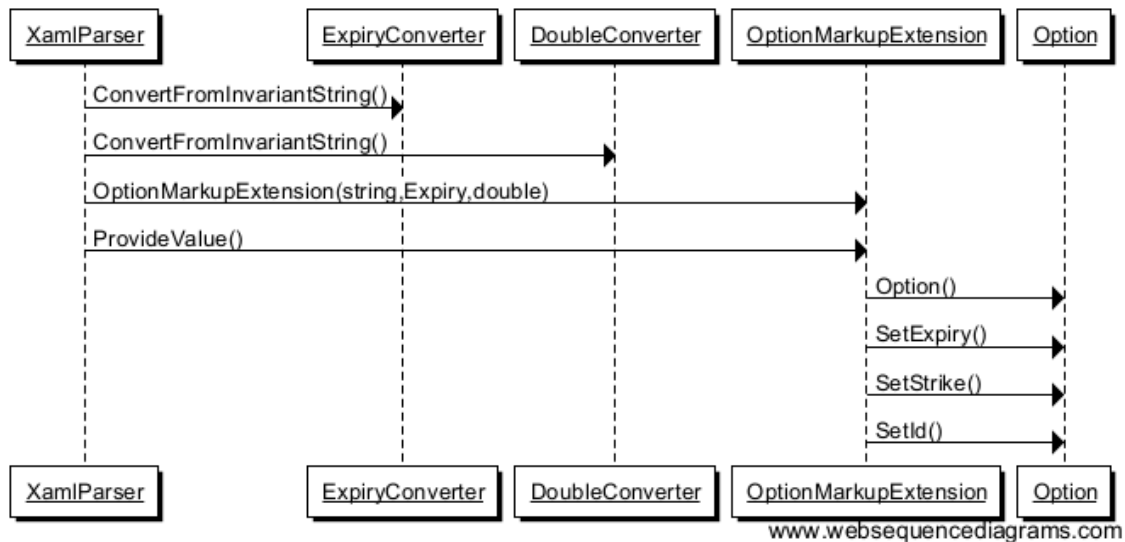 XamlParser ExpiryConverter DoubleConverter OptionMarkupExtension Option
ConvertFromInvariantString()
ConvertFromInvariantString()
OptionMarkupExtension(string,Expiry,double)
ProvideValue()
Option()
SetExpiry()
SetStrike()
SetId()
XamlParser ExpiryConverter DoubleConverter OptionMarkupExtension Option
www.websequencediagrams.com